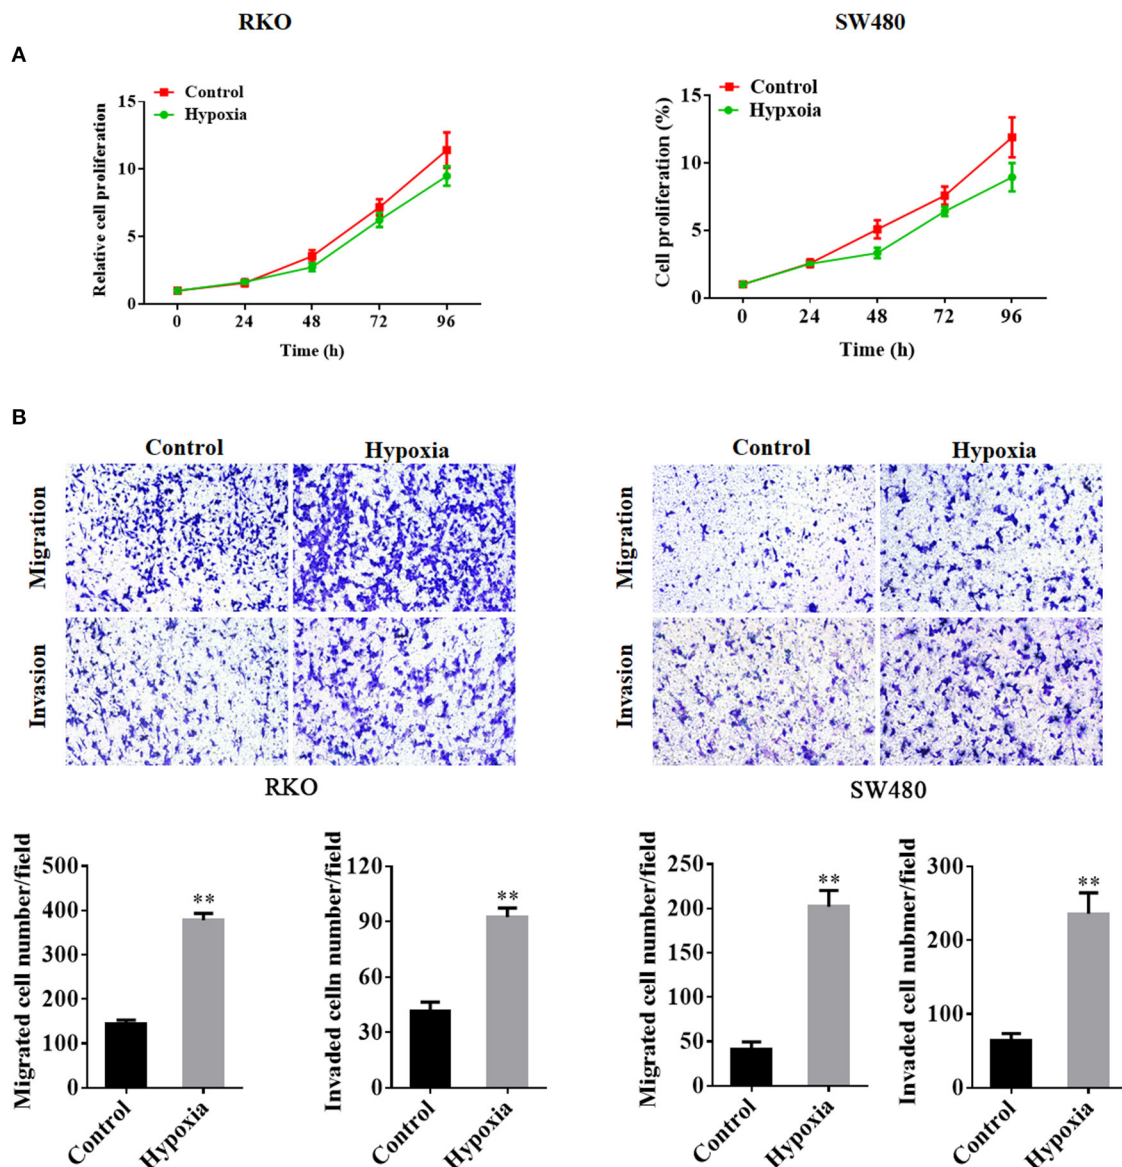 RKO
SW480
A
Control
Hypoxia
Relative cell proliferation
15
10
5
0
0 24 48 72 96
Time (h)
Control
Hypxoia
Cell proliferation (%)
15
10
5
0
0 24 48 72 96
Time (h)
B
Control Hypoxia
Migration
Invasion
RKO
Control Hypoxia
Migration
Invasion
SW480
Migrated cell number/field
500
400
300
200
100
0
**
Control
Hypoxia
Invaded celln number/field
120
90
60
30
0
**
Control
Hypoxia
Migrated cell number/field
250
200
150
100
50
0
**
Control
Hypoxia
Invaded cell nubmer/field
300
200
100
0
**
Control
Hypoxia